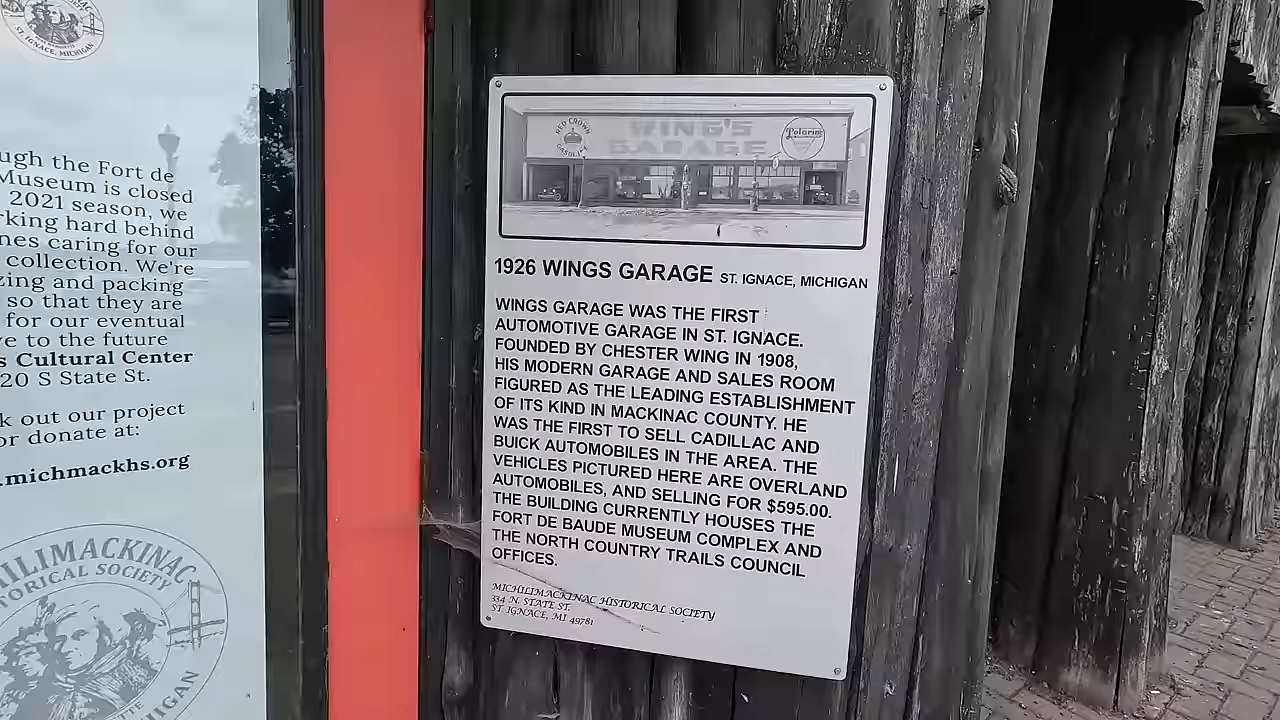 ST. IGNACE, MICHIGAN
ugh the Fort de
Museum is closed
2021 season, we
rking hard behind
nes caring for our
collection. We're
zing and packing
so that they are
for our eventual
ve to the future
s Cultural Center
20 S State St.
k out our project
or donate at:
.michmackhs.org
HILIMACKINAC
TORICAL SOCIETY
HIGAN
RED CROWN
GASOLINE
WING'S
GARAGE
Polarine
1926 WINGS GARAGE ST. IGNACE, MICHIGAN
WINGS GARAGE WAS THE FIRST
AUTOMOTIVE GARAGE IN ST. IGNACE.
FOUNDED BY CHESTER WING IN 1908,
HIS MODERN GARAGE AND SALES ROOM
FIGURED AS THE LEADING ESTABLISHMENT
OF ITS KIND IN MACKINAC COUNTY. HE
WAS THE FIRST TO SELL CADILLAC AND
BUICK AUTOMOBILES IN THE AREA. THE
VEHICLES PICTURED HERE ARE OVERLAND
AUTOMOBILES, AND SELLING FOR $595.00.
THE BUILDING CURRENTLY HOUSES THE
FORT DE BAUDE MUSEUM COMPLEX AND
THE NORTH COUNTRY TRAILS COUNCIL
OFFICES.
MICHILIMACKINAC HISTORICAL SOCIETY
334 N. STATE ST.
ST. IGNACE, MI 49781